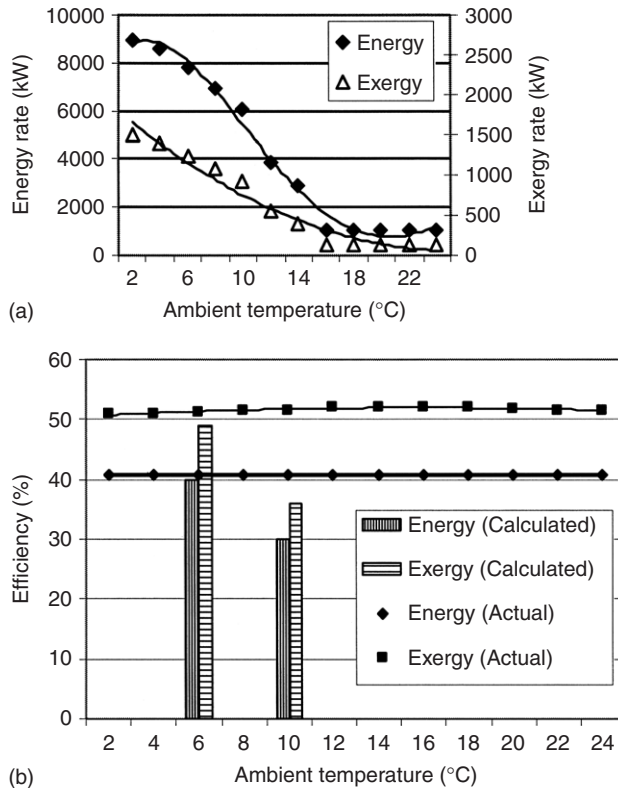 10000
8000
6000
4000
2000
0
Energy rate (kW)
3000
2500
2000
1500
1000
500
0
Exergy rate (kW)
Energy
Exergy
2 6 10 14 18 22
Ambient temperature (°C)
(a)
60
50
40
30
20
10
0
Efficiency (%)
Energy (Calculated)
Exergy (Calculated)
Energy (Actual)
Exergy (Actual)
2 4 6 8 10 12 14 16 18 20 22 24
Ambient temperature (°C)
(b)